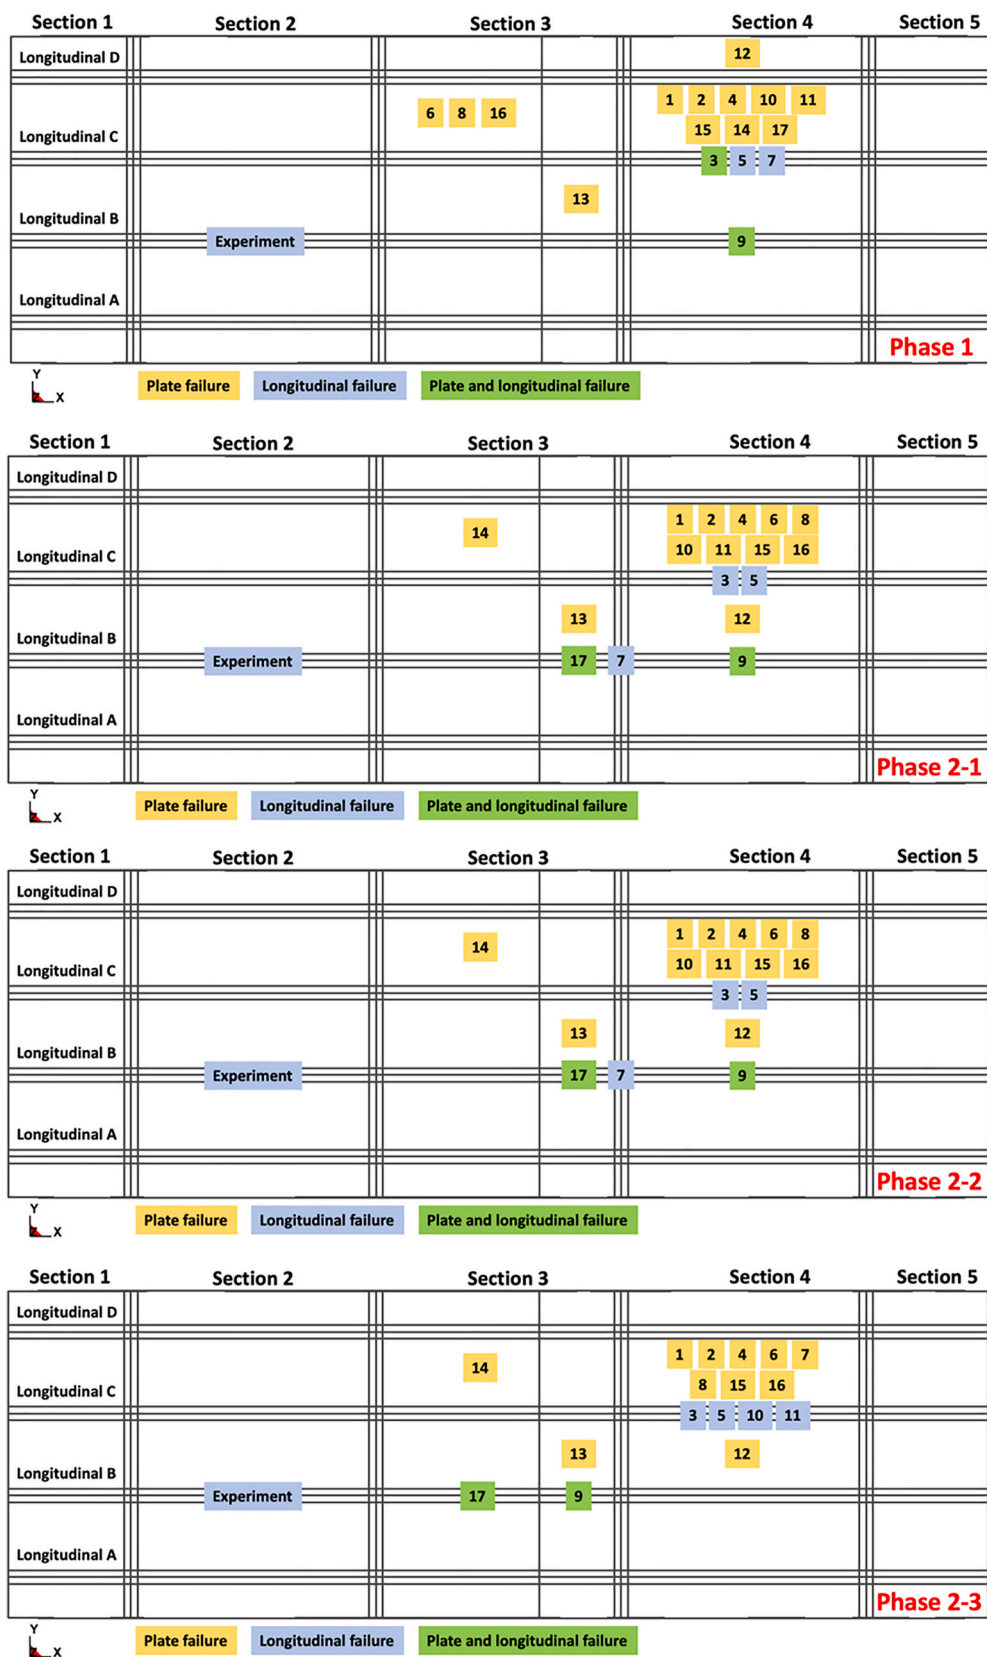 Section 1 Section 2 Section 3 Section 4 Section 5
Longitudinal D 12
1 2 4 10 11
6 8 16
Longitudinal C 15 14 17
3 5 7
13
Longitudinal B
Experiment 9
Longitudinal A
Phase 1
Y
Z X
Plate failure Longitudinal failure Plate and longitudinal failure
Section 1 Section 2 Section 3 Section 4 Section 5
Longitudinal D
1 2 4 6 8
14
Longitudinal C 10 11 15 16
3 5
13 12
Longitudinal B
Experiment 17 7 9
Longitudinal A
Phase 2-1
Y
Z X
Plate failure Longitudinal failure Plate and longitudinal failure
Section 1 Section 2 Section 3 Section 4 Section 5
Longitudinal D
1 2 4 6 8
14
Longitudinal C 10 11 15 16
3 5
13 12
Longitudinal B
Experiment 17 7 9
Longitudinal A
Phase 2-2
Y
Z X
Plate failure Longitudinal failure Plate and longitudinal failure
Section 1 Section 2 Section 3 Section 4 Section 5
Longitudinal D
1 2 4 6 7
14
Longitudinal C 8 15 16
3 5 10 11
13 12
Longitudinal B
Experiment 17 9
Longitudinal A
Phase 2-3
Y
Z X
Plate failure Longitudinal failure Plate and longitudinal failure